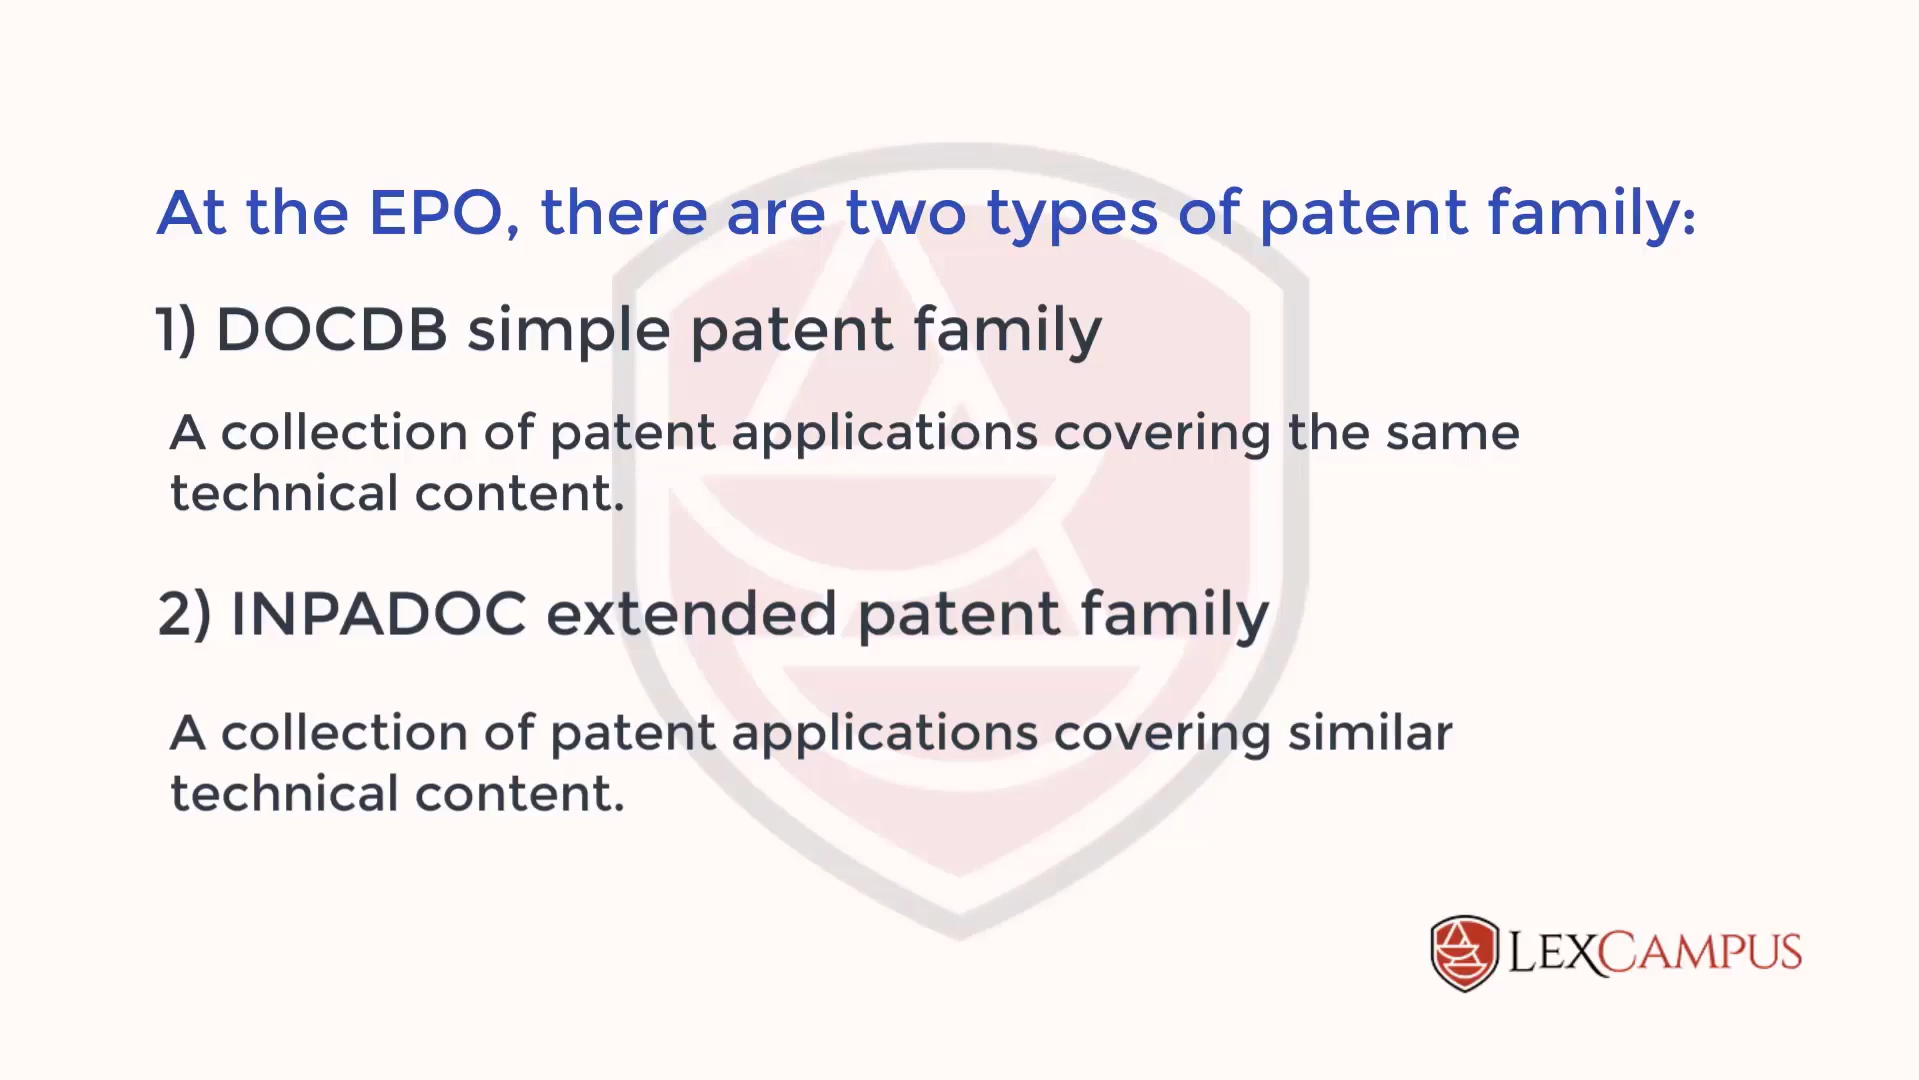 At the EPO, there are two types of patent family:
1) DOCDB simple patent family
A collection of patent applications covering the same
technical content.
2) INPADOC extended patent family
A collection of patent applications covering similar
technical content.
LEXCAMPUS